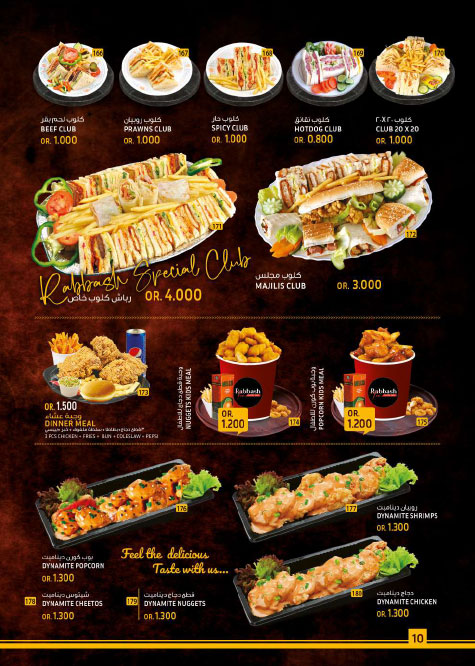 166
167
168
169
170
كلوب لحم بقر
BEEF CLUB
OR. 1.000
كلوب روبيان
PRAWNS CLUB
OR. 1.000
كلوب حار
SPICY CLUB
OR. 1.000
كلوب نقانق
HOTDOG CLUB
OR. 0.800
كلوب ٢٠X٢٠
CLUB 20 X 20
OR. 1.000
171
Rabbash Special Club
رباش كلوب خاص
OR. 4.000
172
كلوب مجلس
MAJILIS CLUB
OR. 3.000
173
OR. 1.500
وجبة عشاء
DINNER MEAL
3 PCS CHICKEN + FRIES + BUN + COLESLAW + PEPSI
وجبة قطع دجاج للأطفال
NUGGETS KIDS MEAL
Rabbash
OR.
1.200
174
وجبة بوب كورن للأطفال
POPCORN KIDS MEAL
Rabbash
OR.
1.200
175
176
بوب كورن ديناميت
DYNAMITE POPCORN
OR. 1.300
177
روبيان ديناميت
DYNAMITE SHRIMPS
OR. 1.300
Feel the delicious
Taste with us...
178
شيتوس ديناميت
DYNAMITE CHEETOS
OR. 1.300
179
قطع دجاج ديناميت
DYNAMITE NUGGETS
OR. 1.300
180
دجاج ديناميت
DYNAMITE CHICKEN
OR. 1.300
10